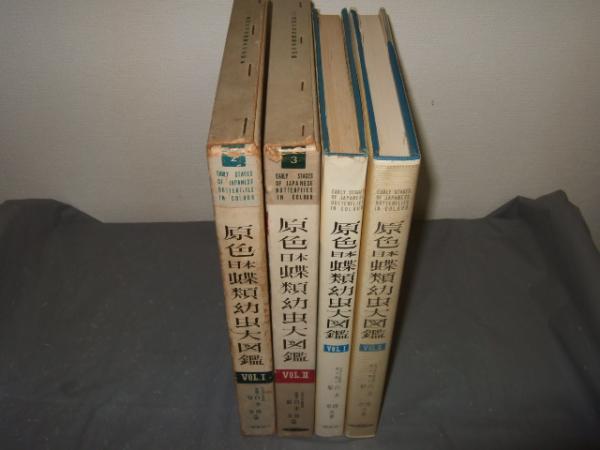 2
EARLY STAGES
OF JAPANESE
BUTTERFLIES
IN COLOUR
原色日本蝶類幼虫大図鑑
VOL.I
3
EARLY STAGES
OF JAPANESE
BUTTERFLIES
IN COLOUR
原色日本蝶類幼虫大図鑑
VOL.II
EARLY STAGES
OF JAPANESE
BUTTERFLIES
IN COLOUR
原色日本蝶類幼虫大図鑑
VOL.I
EARLY STAGES
OF JAPANESE
BUTTERFLIES
IN COLOUR
原色日本蝶類幼虫大図鑑